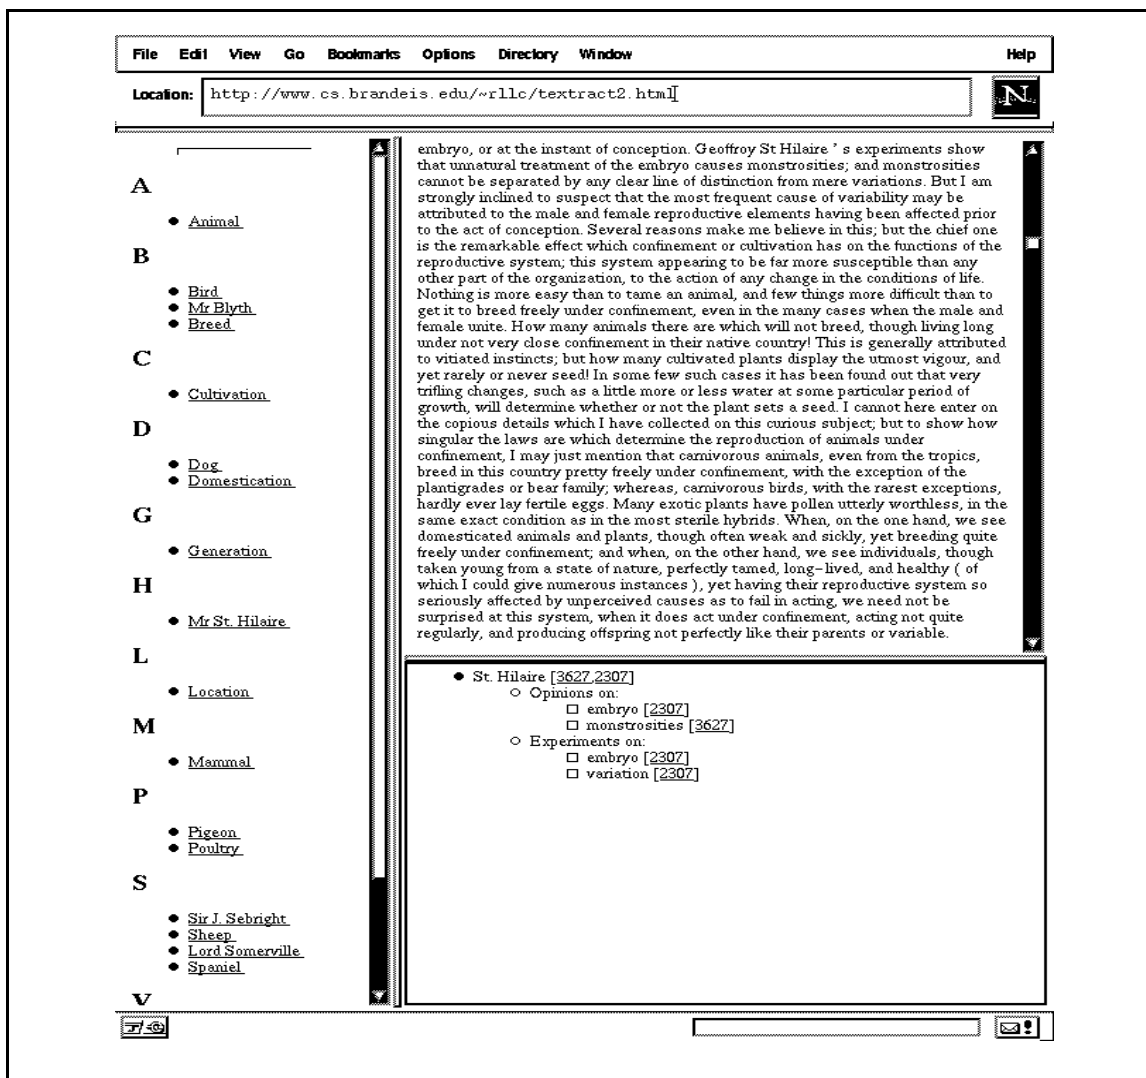 File Edit View Go Bookmarks Options Directory Window Help
Location: http://www.cs.brandeis.edu/~rllc/textract2.html
N
A
Animal
B
Bird
Mr Blyth
Breed
C
Cultivation
D
Dog
Domestication
G
Generation
H
Mr St. Hilaire
L
Location
M
Mammal
P
Pigeon
Poultry
S
Sir J. Sebright
Sheep
Lord Somerville
Spaniel
V
embryo, or at the instant of conception. Geoffroy St Hilaire ' s experiments show
that unnatural treatment of the embryo causes monstrosities; and monstrosities
cannot be separated by any clear line of distinction from mere variations. But I am
strongly inclined to suspect that the most frequent cause of variability may be
attributed to the male and female reproductive elements having been affected prior
to the act of conception. Several reasons make me believe in this; but the chief one
is the remarkable effect which confinement or cultivation has on the functions of the
reproductive system; this system appearing to be far more susceptible than any
other part of the organization, to the action of any change in the conditions of life.
Nothing is more easy than to tame an animal, and few things more difficult than to
get it to breed freely under confinement, even in the many cases when the male and
female unite. How many animals there are which will not breed, though living long
under not very close confinement in their native country! This is generally attributed
to vitiated instincts; but how many cultivated plants display the utmost vigour, and
yet rarely or never seed! In some few such cases it has been found out that very
trifling changes, such as a little more or less water at some particular period of
growth, will determine whether or not the plant sets a seed. I cannot here enter on
the copious details which I have collected on this curious subject; but to show how
singular the laws are which determine the reproduction of animals under
confinement, I may just mention that carnivorous animals, even from the tropics,
breed in this country pretty freely under confinement, with the exception of the
plantigrades or bear family; whereas, carnivorous birds, with the rarest exceptions,
hardly ever lay fertile eggs. Many exotic plants have pollen utterly worthless, in the
same exact condition as in the most sterile hybrids. When, on the one hand, we see
domesticated animals and plants, though often weak and sickly, yet breeding quite
freely under confinement; and when, on the other hand, we see individuals, though
taken young from a state of nature, perfectly tamed, long-lived, and healthy ( of
which I could give numerous instances ), yet having their reproductive system so
seriously affected by unperceived causes as to fail in acting, we need not be
surprised at this system, when it does act under confinement, acting not quite
regularly, and producing offspring not perfectly like their parents or variable.
St. Hilaire [3627,2307]
Opinions on:
embryo [2307]
monstrosities [3627]
Experiments on:
embryo [2307]
variation [2307]